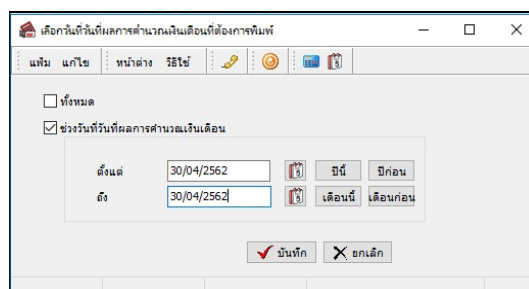 เลือกวันที่วันที่ผลการคำนวณเงินเดือนที่ต้องการพิมพ์
แฟ้ม แก้ไข หน้าต่าง วิธีใช้
ทั้งหมด
ช่วงวันที่วันที่ผลการคำนวณเงินเดือน
ตั้งแต่ 30/04/2562 ปีนี้ ปีก่อน
ถึง 30/04/2562 เดือนนี้ เดือนก่อน
บันทึก ยกเลิก